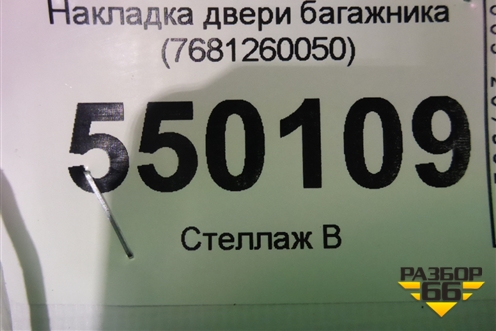 Накладка двери багажника
(7681260050)
550109
Стеллаж В
РАЗБОР
66